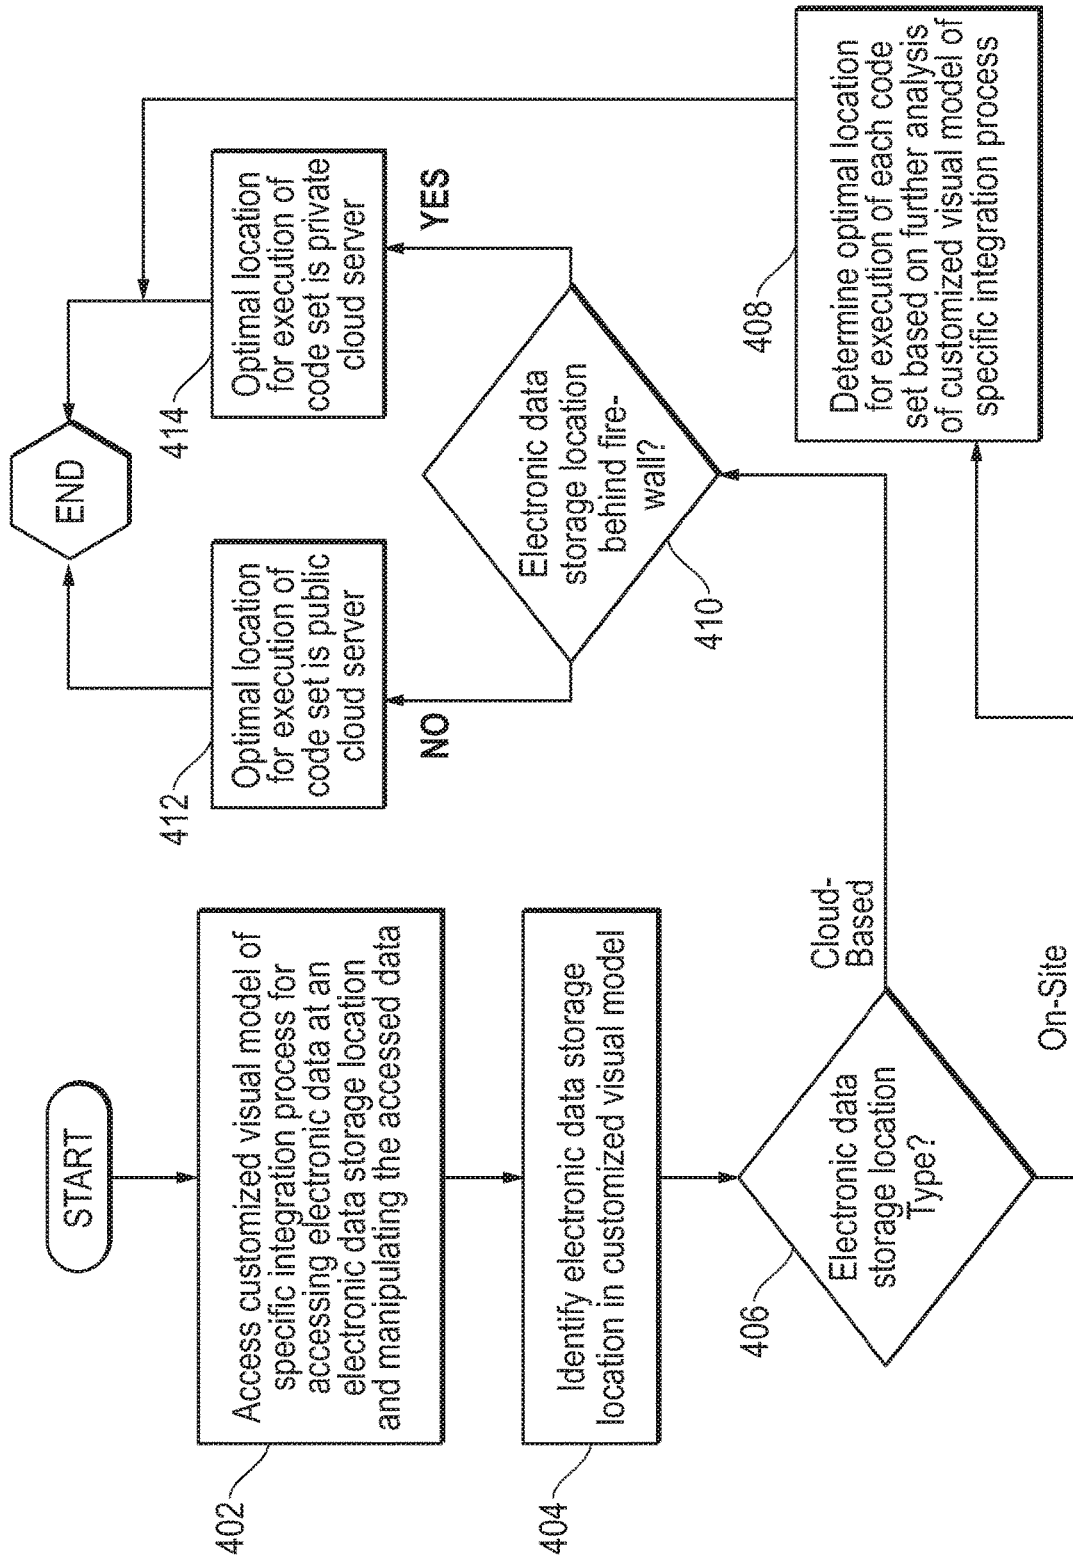 START
402
Access customized visual model of
specific integration process for
accessing electronic data at an
electronic data storage location
and manipulating the accessed data
404
Identify electronic data storage
location in customized visual model
406
Electronic data
storage location
Type?
Cloud-
Based
On-Site
END
412
Optimal location
for execution of
code set is public
cloud server
414
Optimal location
for execution of
code set is private
cloud server
NO
YES
Electronic data
storage location
behind fire-
wall?
410
408
Determine optimal location
for execution of each code
set based on further analysis
of customized visual model of
specific integration process